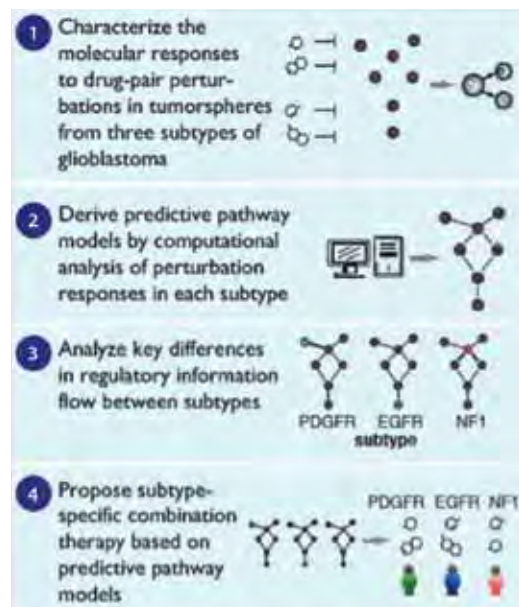 1
Characterize the
molecular responses
to drug-pair pertur-
bations in tumorspheres
from three subtypes of
glioblastoma
2
Derive predictive pathway
models by computational
analysis of perturbation
responses in each subtype
3
Analyze key differences
in regulatory information
flow between subtypes
PDGFR EGFR NF1
subtype
4
Propose subtype-
specific combination
therapy based on
predictive pathway
models
PDGFR EGFR NF1